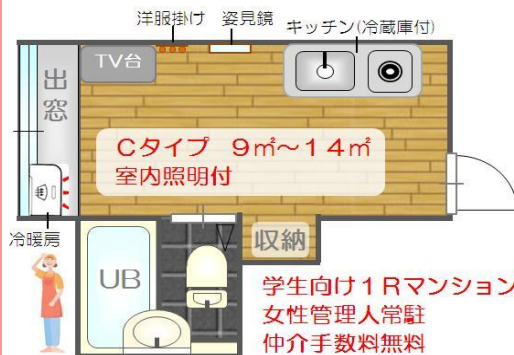 洋服掛け 姿見鏡 キッチン(冷蔵庫付)
TV台
出窓
Cタイプ 9㎡～14㎡
室内照明付
冷暖房
UB
収納
学生向け1Rマンション
女性管理人常駐
仲介手数料無料